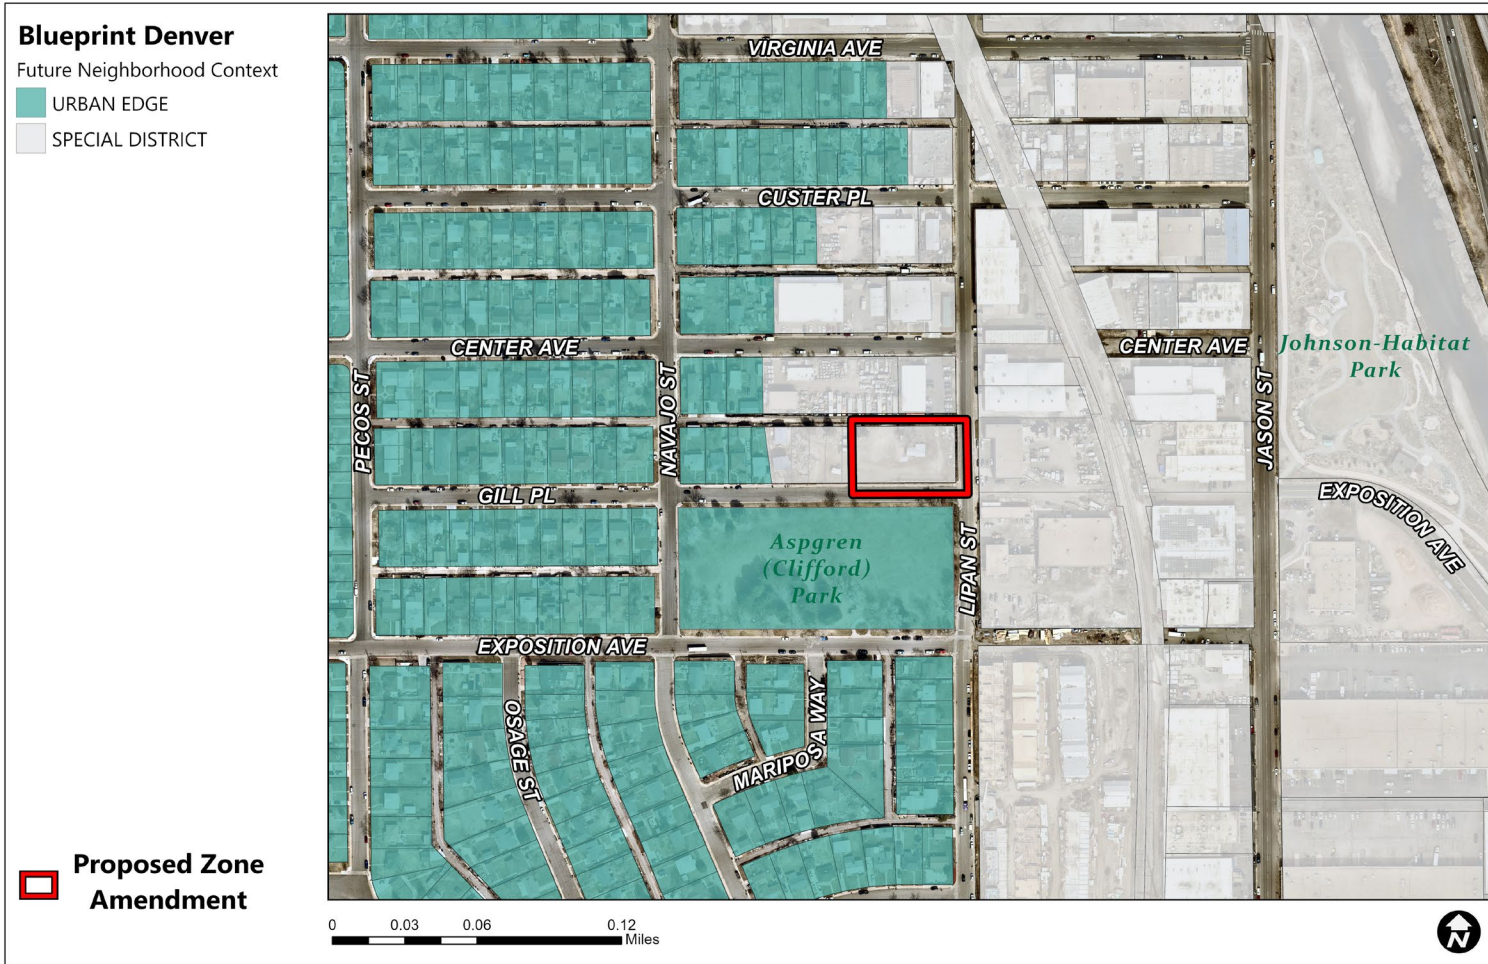 Blueprint Denver
Future Neighborhood Context
URBAN EDGE
SPECIAL DISTRICT
VIRGINIA AVE
CUSTER PL
CENTER AVE
CENTER AVE
Johnson-Habitat
Park
PECOS ST
NAVAJO ST
JASON ST
GILL PL
EXPOSITION AVE
Aspgren
(Clifford)
Park
LIPAN ST
EXPOSITION AVE
OSAGE ST
MARIPOSA WAY
Proposed Zone
Amendment
0 0.03 0.06 0.12
Miles
N